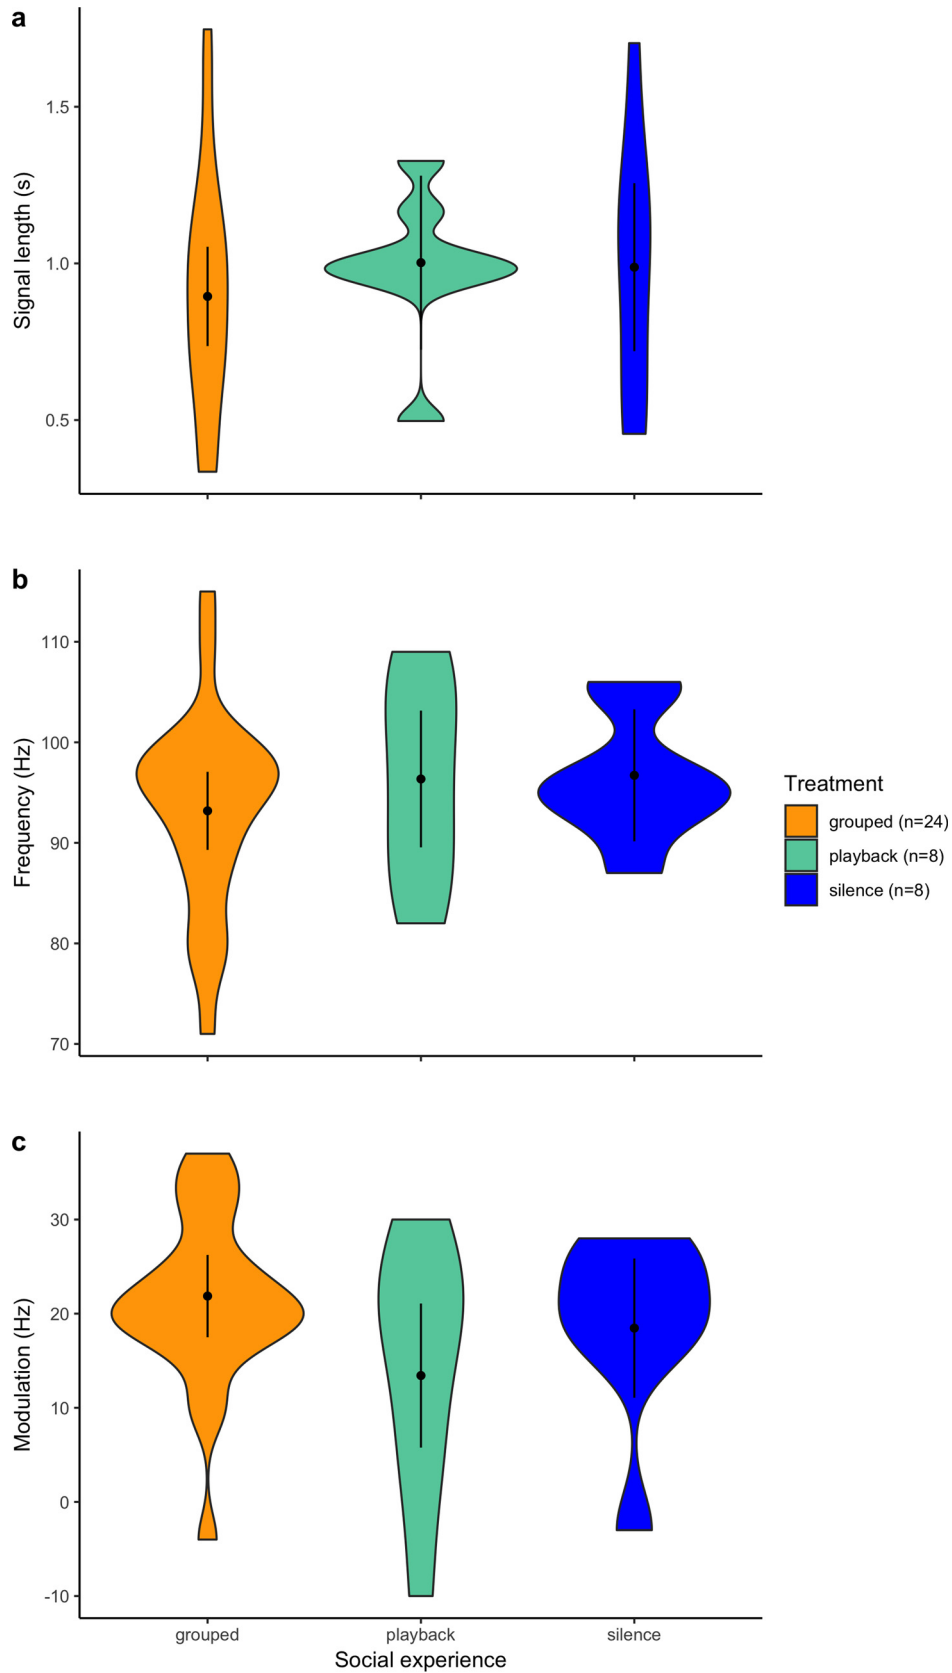 a
Signal length (s)
1.5
1.0
0.5
b
Frequency (Hz)
110
100
90
80
70
Treatment
grouped (n=24)
playback (n=8)
silence (n=8)
c
Modulation (Hz)
30
20
10
0
-10
grouped playback silence
Social experience